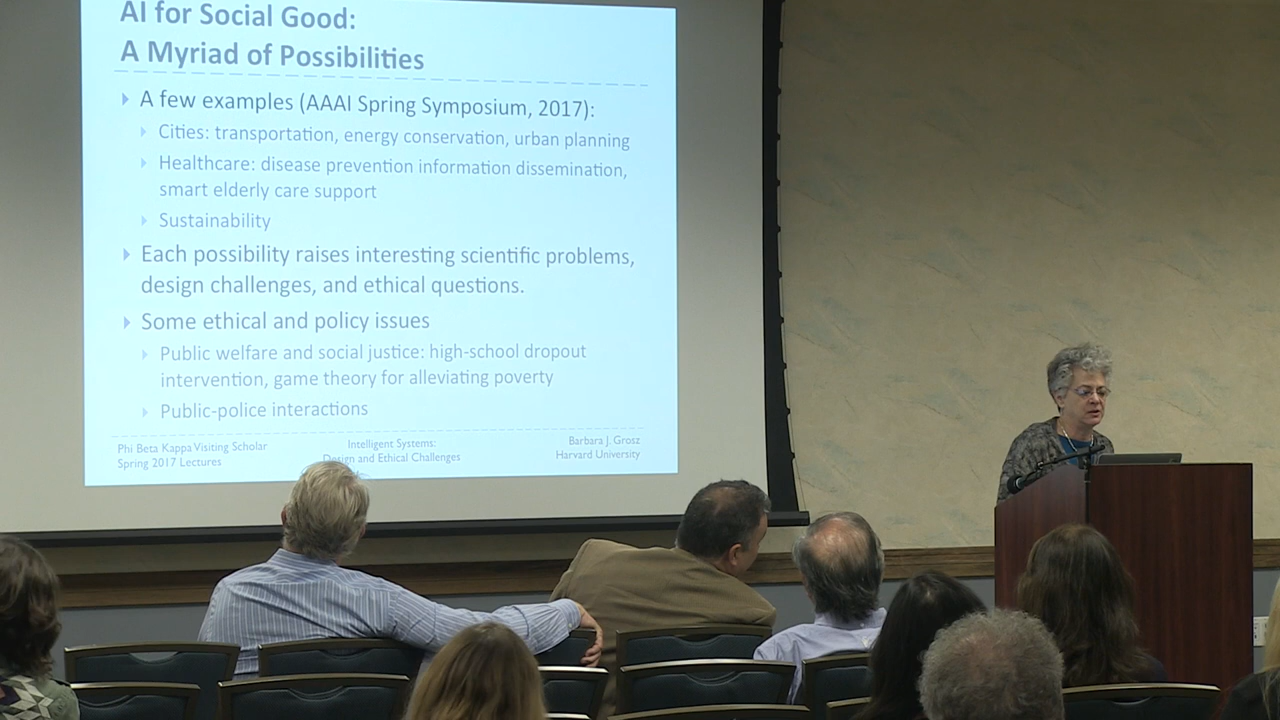 AI for Social Good:
A Myriad of Possibilities
A few examples (AAAI Spring Symposium, 2017):
Cities: transportation, energy conservation, urban planning
Healthcare: disease prevention information dissemination,
smart elderly care support
Sustainability
Each possibility raises interesting scientific problems,
design challenges, and ethical questions.
Some ethical and policy issues
Public welfare and social justice: high-school dropout
intervention, game theory for alleviating poverty
Public-police interactions
Phi Beta Kappa Visiting Scholar
Spring 2017 Lectures
Intelligent Systems:
Design and Ethical Challenges
Barbara J. Grosz
Harvard University